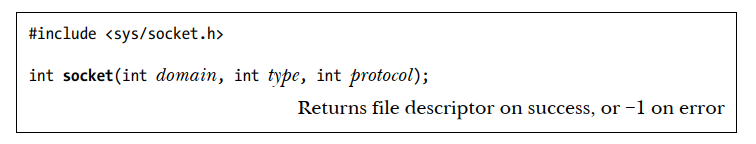 #include <sys/socket.h>
int socket(int domain, int type, int protocol);
Returns file descriptor on success, or −1 on error